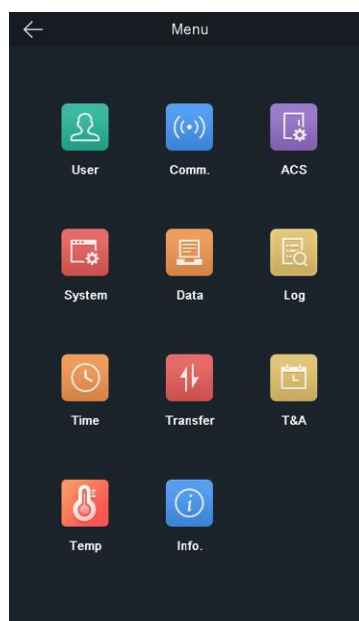 Menu
User
Comm.
ACS
System
Data
Log
Time
Transfer
T&A
Temp
Info.